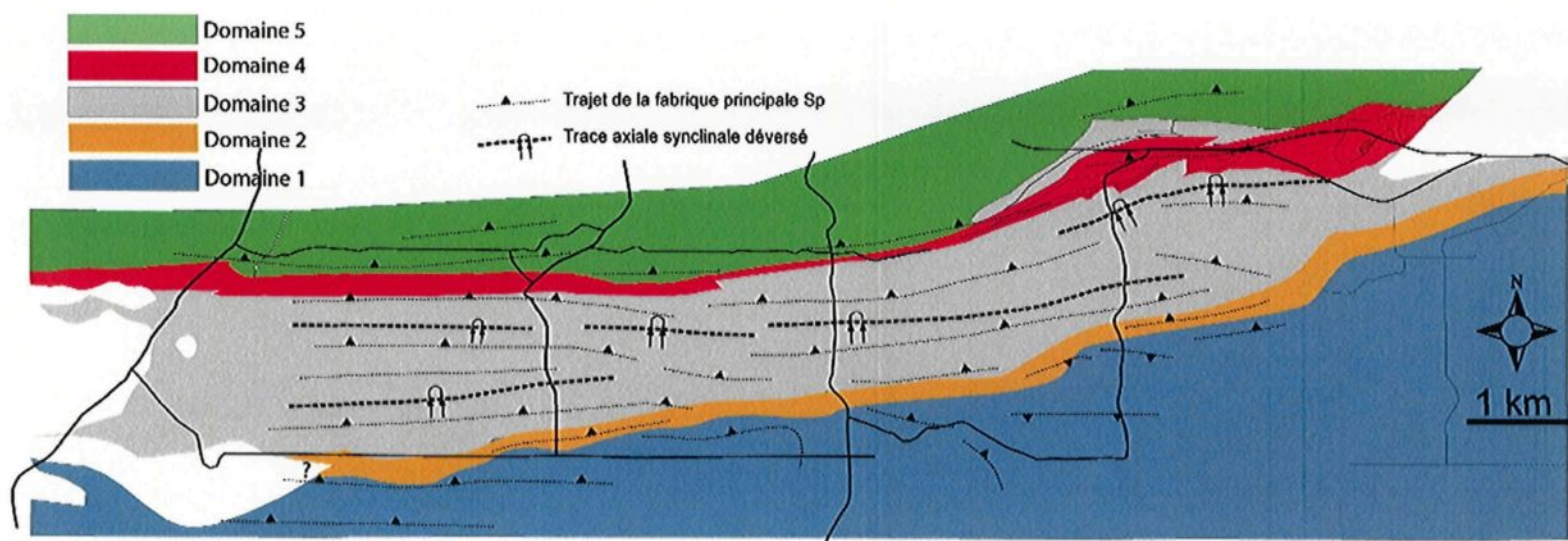 Domaine 5
Domaine 4
Domaine 3
Domaine 2
Domaine 1
Trajet de la fabrique principale Sp
Trace axiale synclinale déversé
N
1 km
?